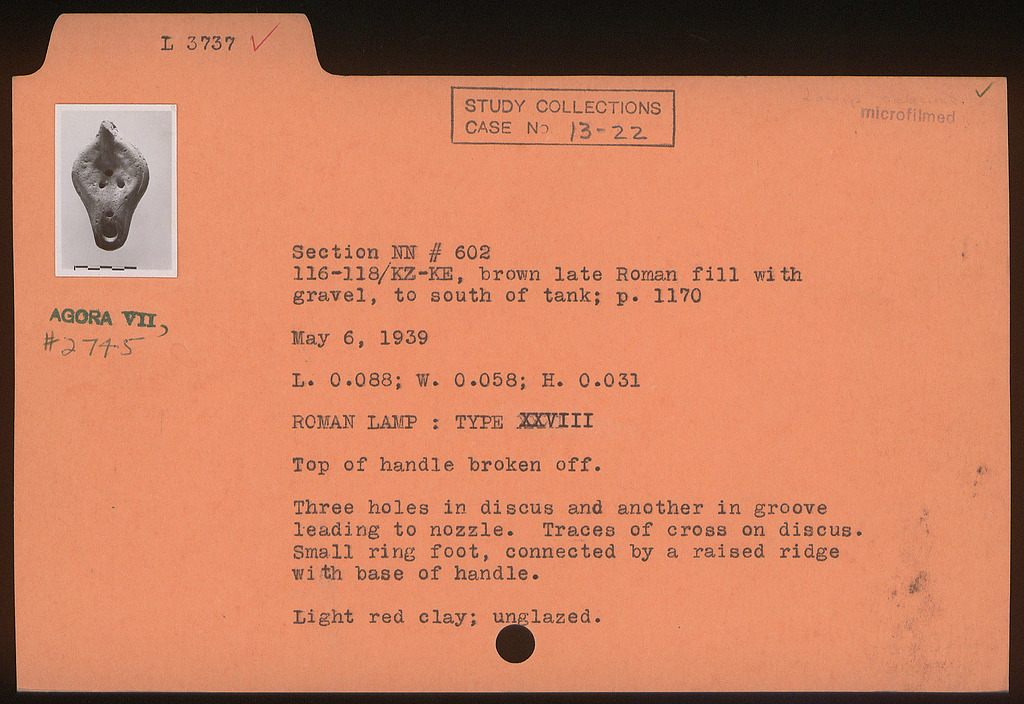 L 3737
STUDY COLLECTIONS
CASE No 13-22
microfilmed
AGORA VII,
#2745
Section NN # 602
116-118/KZ-KE, brown late Roman fill with
gravel, to south of tank; p. 1170
May 6, 1939
L. 0.088; W. 0.058; H. 0.031
ROMAN LAMP : TYPE XXVIII
Top of handle broken off.
Three holes in discus and another in groove
leading to nozzle.  Traces of cross on discus.
Small ring foot, connected by a raised ridge
with base of handle.
Light red clay; unglazed.